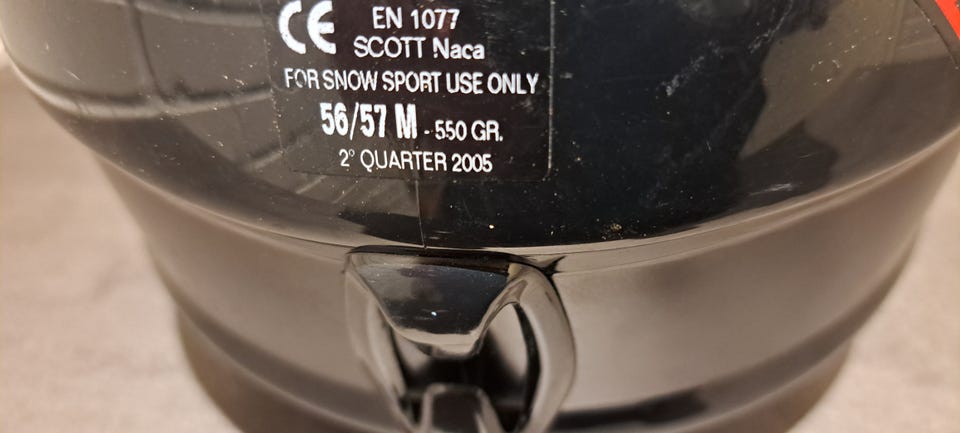 CE EN 1077
SCOTT Naca
FOR SNOW SPORT USE ONLY
56/57 M - 550 GR.
2° QUARTER 2005